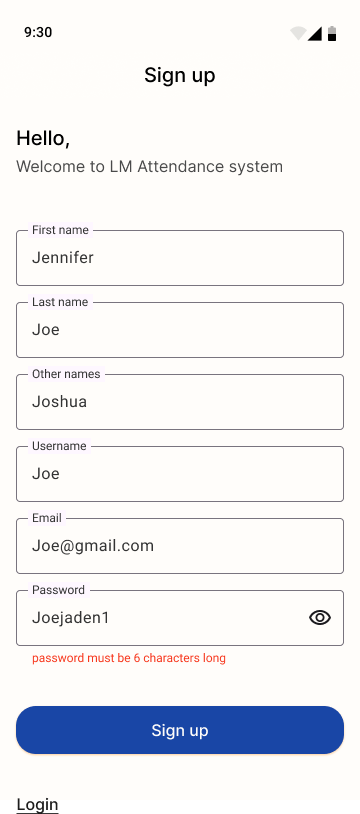 9:30
Sign up
Hello,
Welcome to LM Attendance system
First name
Jennifer
Last name
Joe
Other names
Joshua
Username
Joe
Email
Joe@gmail.com
Password
Joejaden1
password must be 6 characters long
Sign up
Login